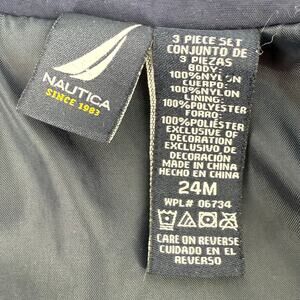 NAUTICA
SINCE 1983
3 PIECE SET
CONJUNTO DE
3 PIEZAS
BODY:
100%NYLON
CUERPO:
100%NYLON
LINING:
100%POLYESTER
FORRO:
100%POLIÉSTER
EXCLUSIVE OF
DECORATION
EXCLUSIVO DE
DECORACIÓN
MADE IN CHINA
HECHO EN CHINA
24M
WPL# 06734
CARE ON REVERSE
CUIDADO EN EL
REVERSO